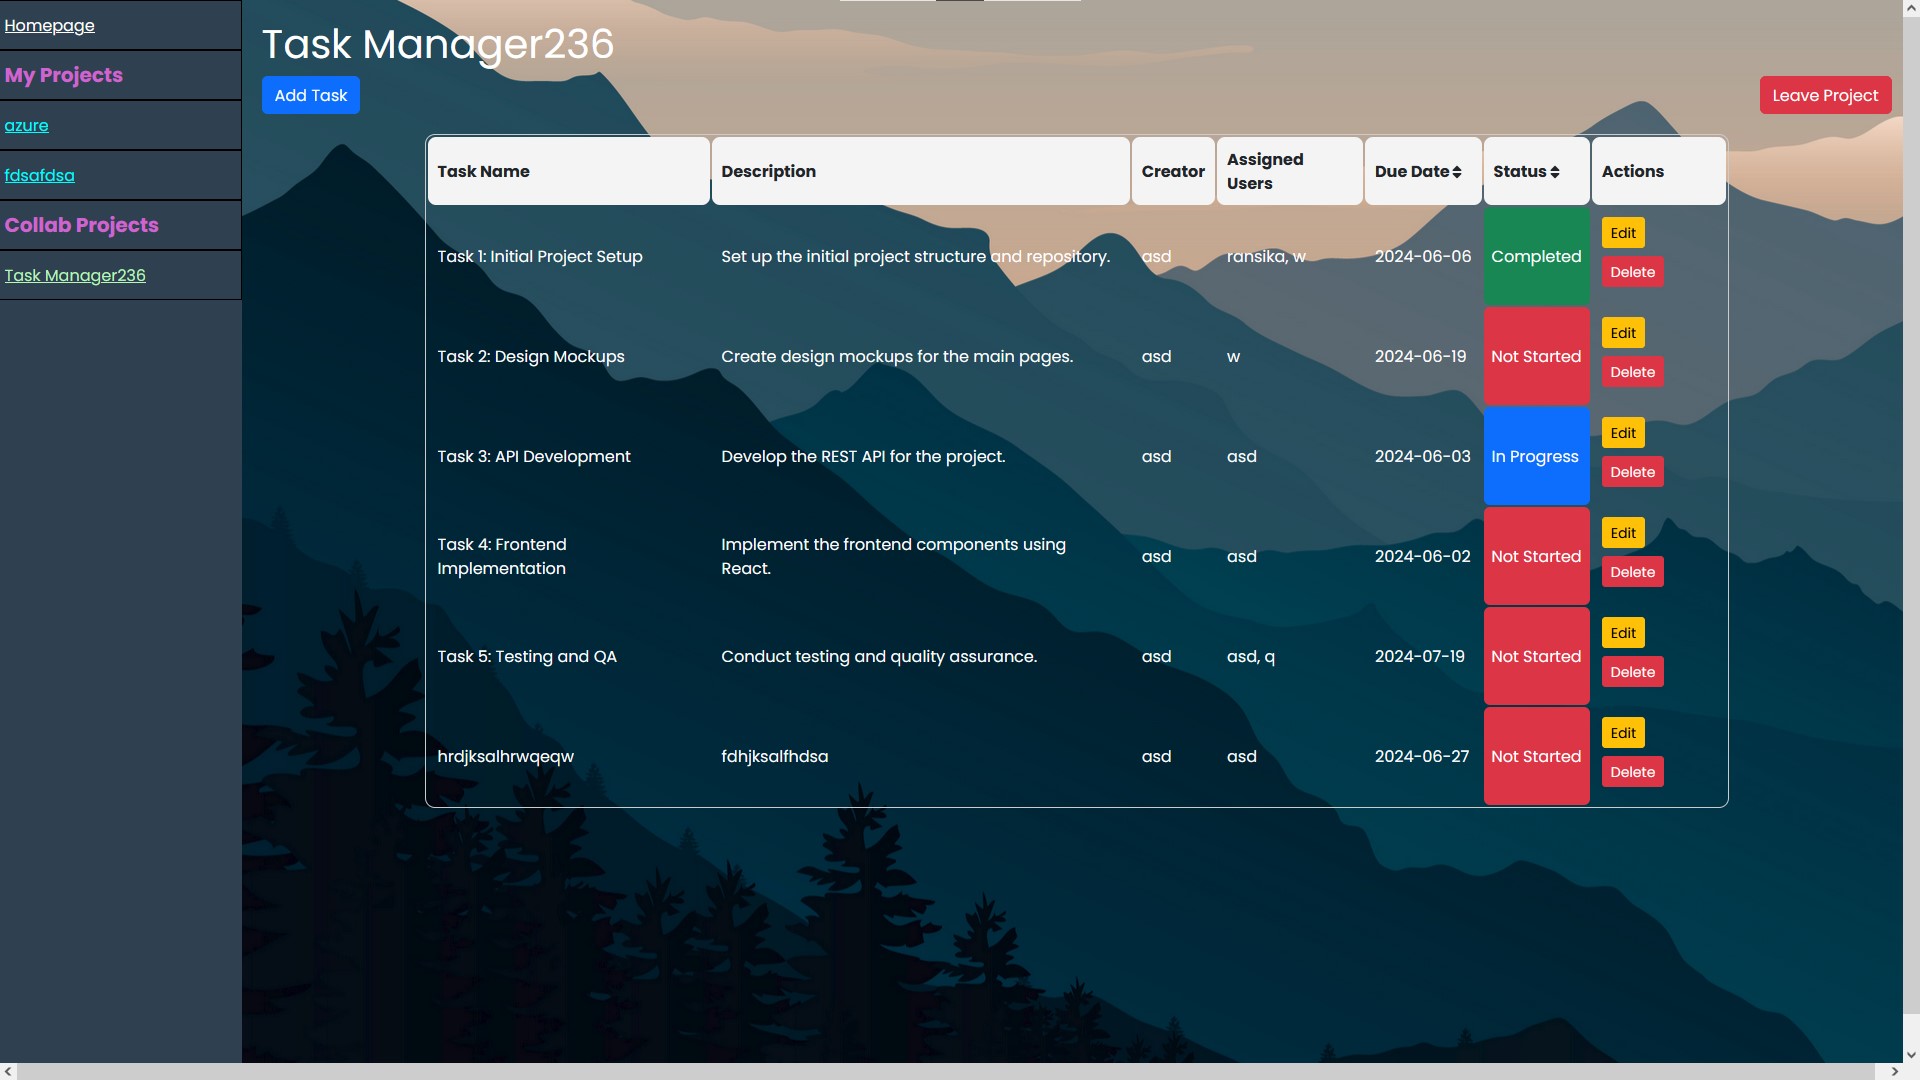 Homepage
My Projects
azure
fdsafdsa
Collab Projects
Task Manager236
Task Manager236
Add Task
Leave Project
Task Name Description Creator Assigned Users Due Date Status Actions
Task 1: Initial Project Setup Set up the initial project structure and repository. asd ransika, w 2024-06-06 Completed Edit
Delete
Task 2: Design Mockups Create design mockups for the main pages. asd w 2024-06-19 Not Started Edit
Delete
Task 3: API Development Develop the REST API for the project. asd asd 2024-06-03 In Progress Edit
Delete
Task 4: Frontend Implementation Implement the frontend components using React. asd asd 2024-06-02 Not Started Edit
Delete
Task 5: Testing and QA Conduct testing and quality assurance. asd asd, q 2024-07-19 Not Started Edit
Delete
hrdjksalhrwqeqw fdhjksalfhdsa asd asd 2024-06-27 Not Started Edit
Delete